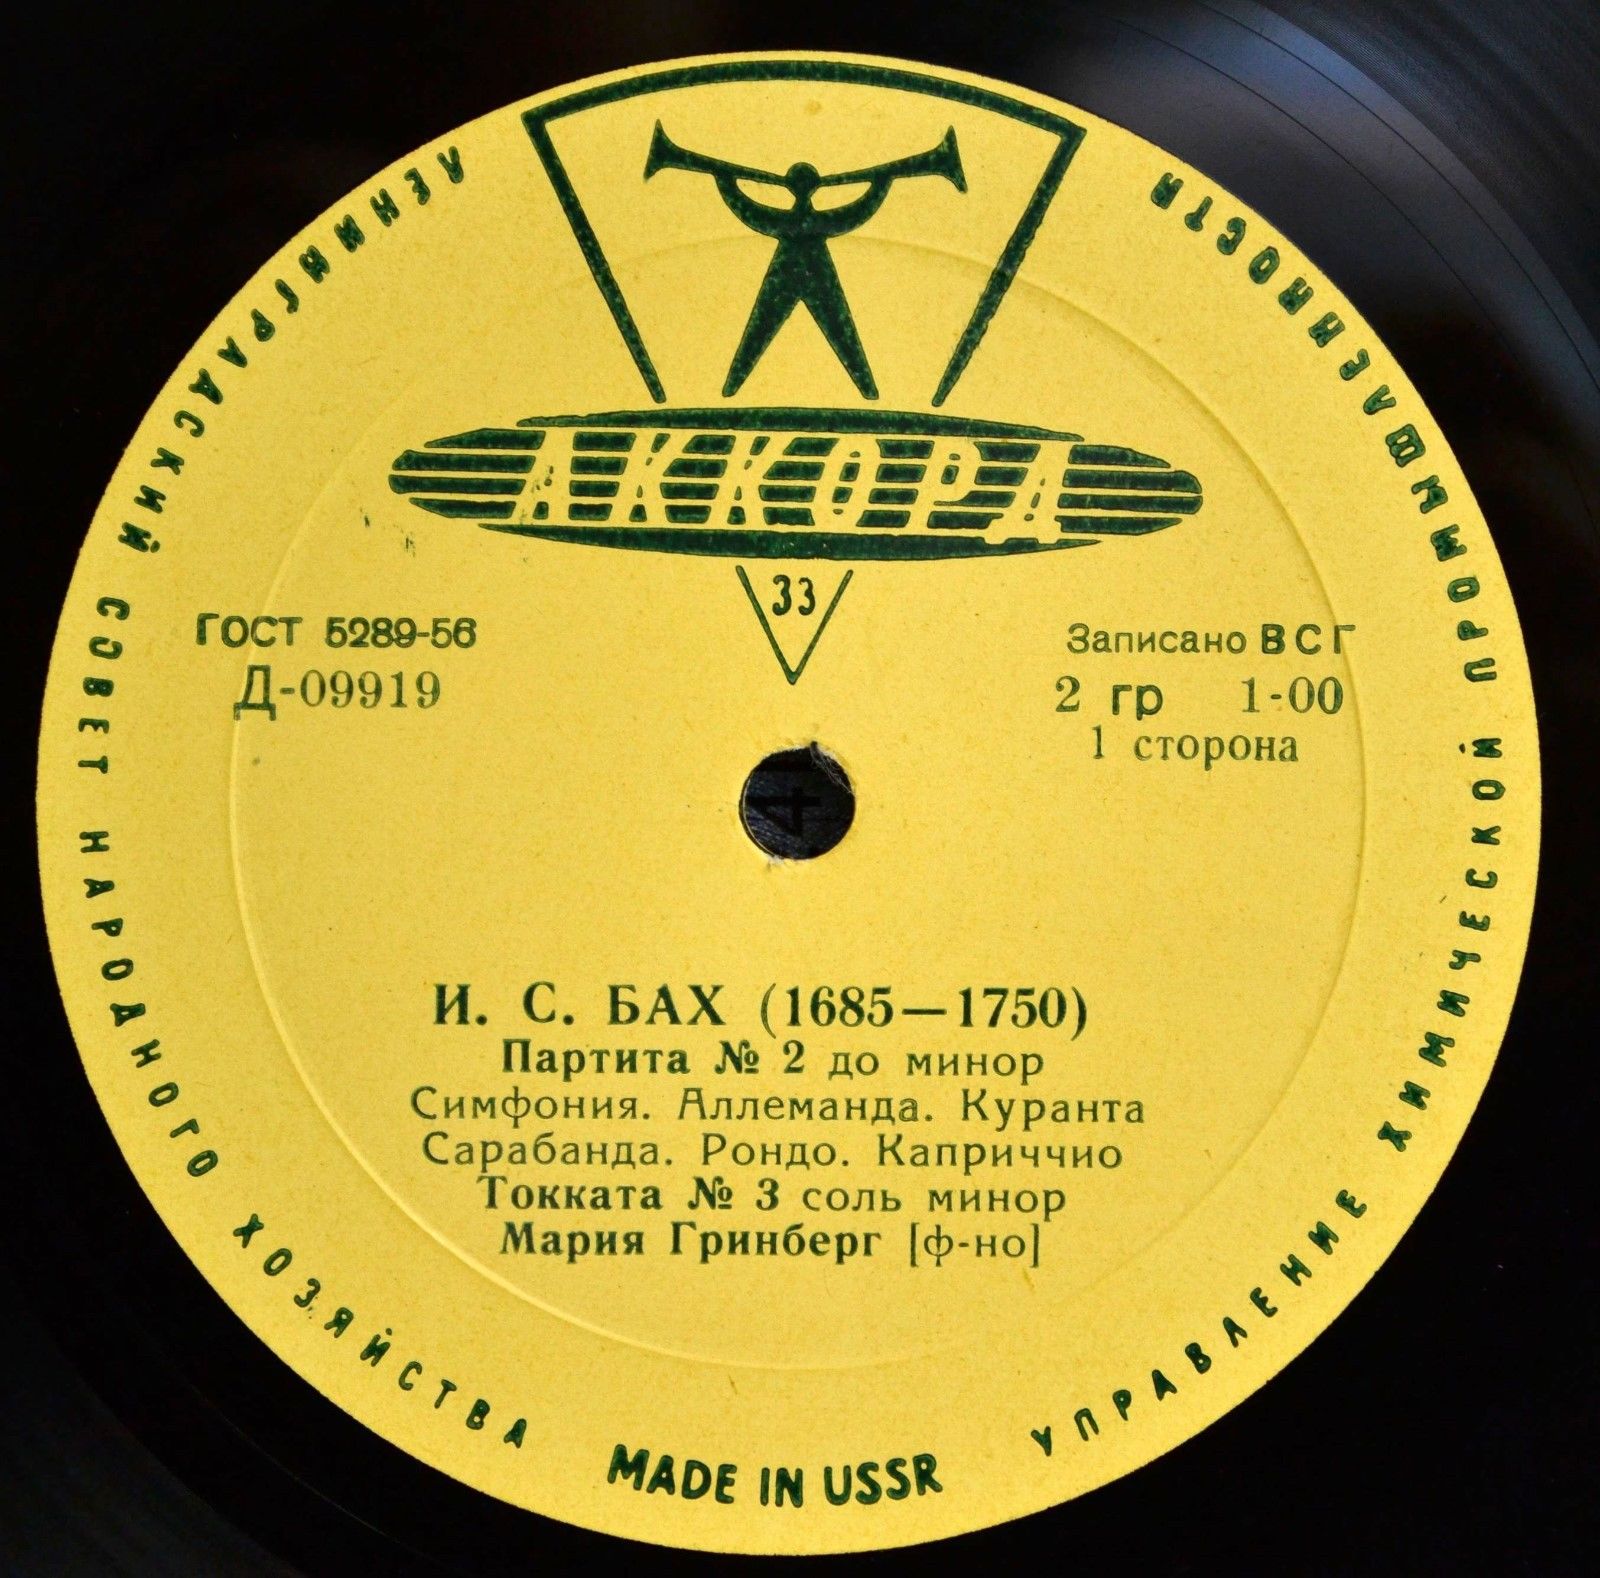 АККОРД
33
ГОСТ 5289-56
Д-09919
Записано ВСГ
2 гр 1-00
1 сторона
И. С. БАХ (1685—1750)
Партита № 2 до минор
Симфония. Аллеманда. Куранта
Сарабанда. Рондо. Каприччио
Токката № 3 соль минор
Мария Гринберг [ф-но]
ЛЕНИНГРАДСКИЙ СОВЕТ НАРОДНОГО ХОЗЯЙСТВА
MADE IN USSR
УПРАВЛЕНИЕ ХИМИЧЕСКОЙ ПРОМЫШЛЕННОСТИ
4